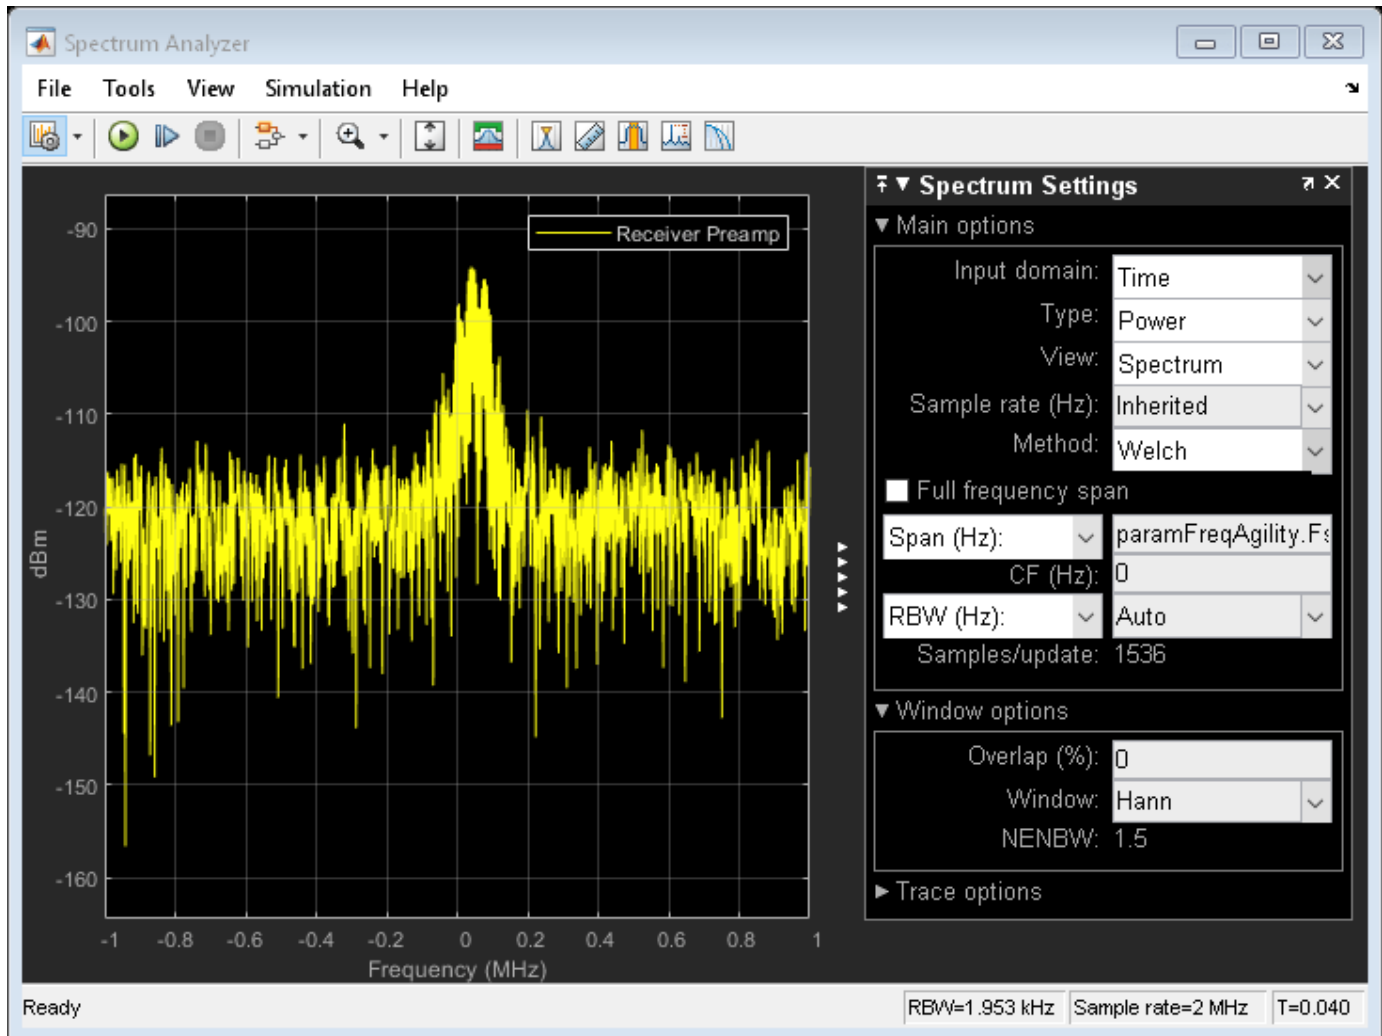 Spectrum Analyzer
File Tools View Simulation Help
Spectrum Settings
Main options
Input domain: Time
Type: Power
View: Spectrum
Sample rate (Hz): Inherited
Method: Welch
Full frequency span
Span (Hz): paramFreqAgility.Fs
CF (Hz): 0
RBW (Hz): Auto
Samples/update: 1536
Window options
Overlap (%): 0
Window: Hann
NENBW: 1.5
Trace options
Receiver Preamp
-90
-100
-110
-120
-130
-140
-150
-160
dBm
-1 -0.8 -0.6 -0.4 -0.2 0 0.2 0.4 0.6 0.8 1
Frequency (MHz)
Ready RBW=1.953 kHz Sample rate=2 MHz T=0.040